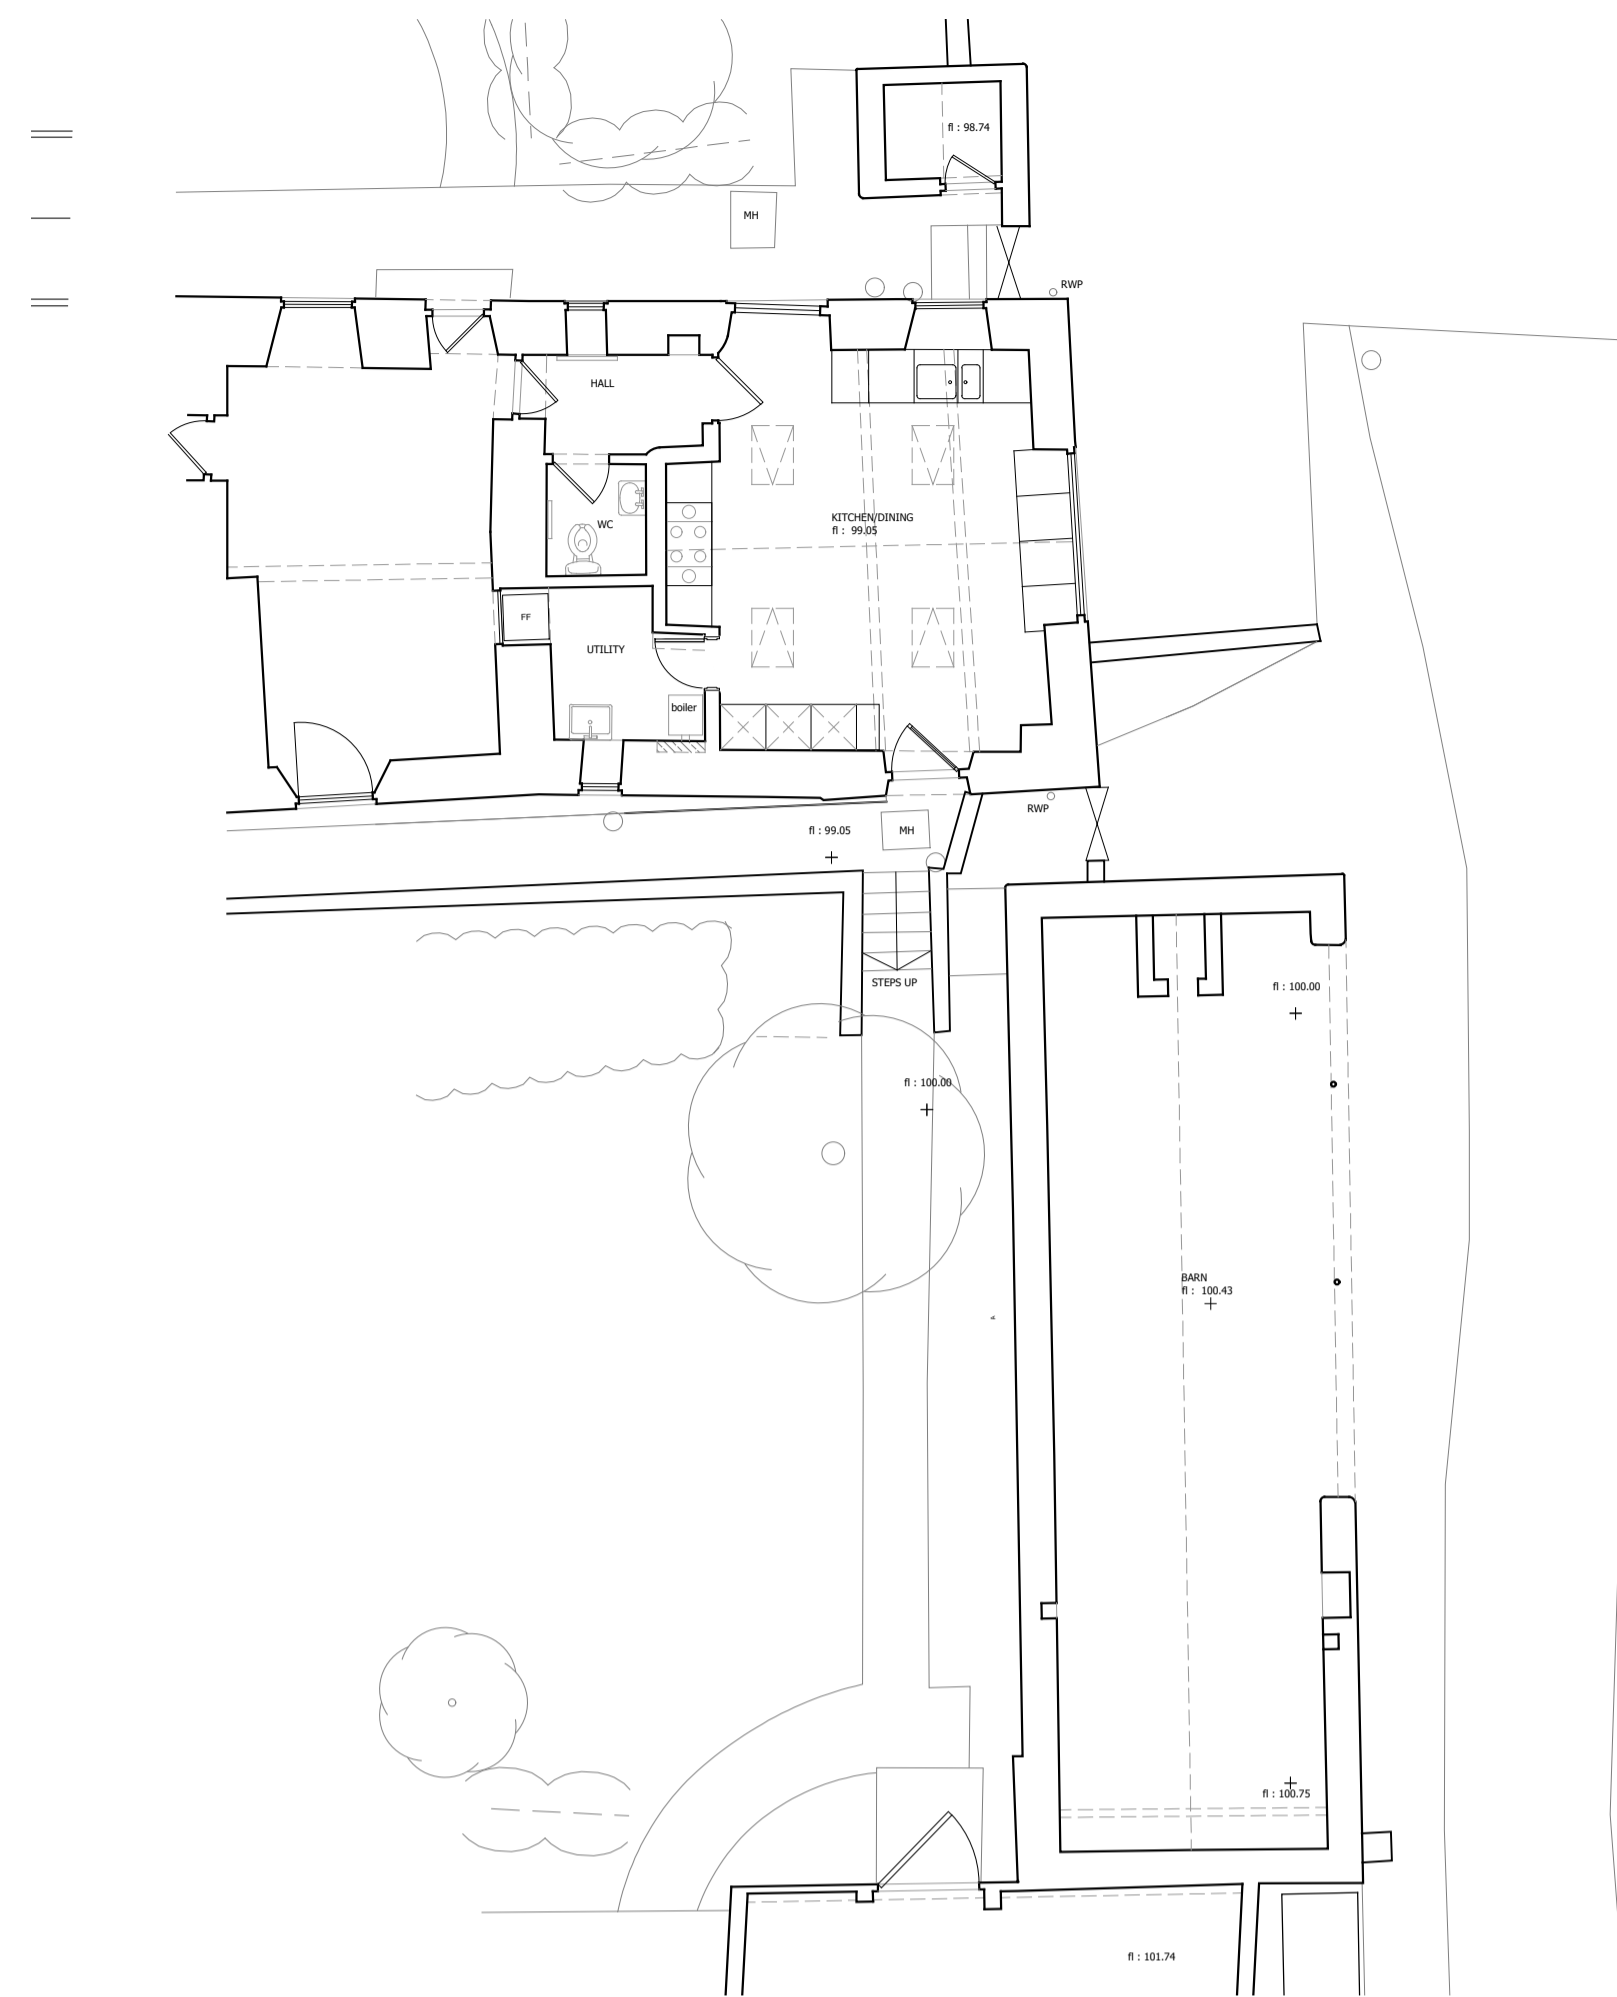 fl : 98.74
MH
RWP
HALL
KITCHEN/DINING
fl : 99.05
WC
FF
UTILITY
boiler
RWP
fl : 99.05
MH
STEPS UP
fl : 100.00
fl : 100.00
BARN
fl : 100.43
fl : 100.75
fl : 101.74